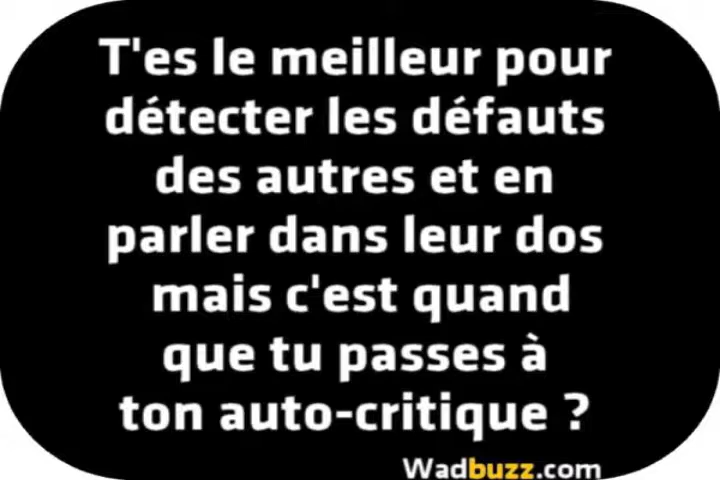 T'es le meilleur pour
détecter les défauts
des autres et en
parler dans leur dos
mais c'est quand
que tu passes à
ton auto-critique ?
Wadbuzz.com